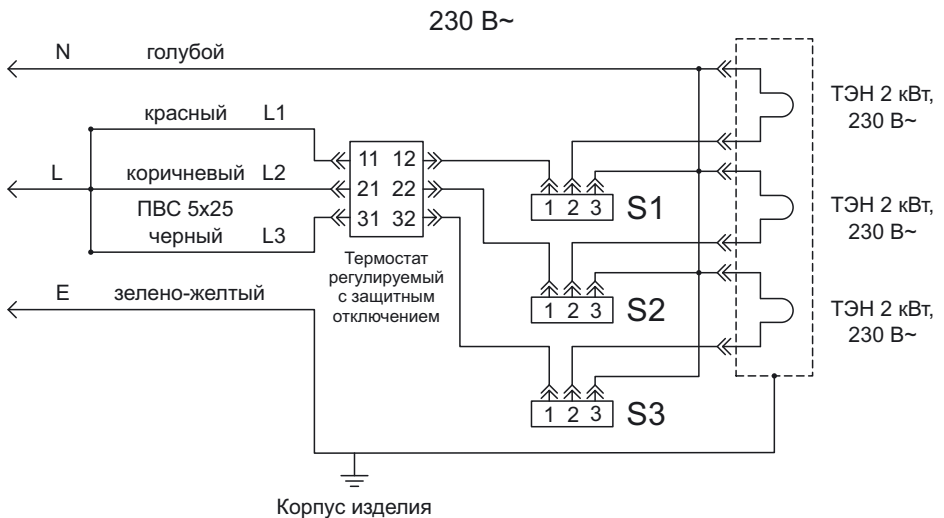 230 В~
N голубой
красный L1
L коричневый L2
ПВС 5x25
черный L3
E зелено-желтый
11 12
21 22
31 32
Термостат
регулируемый
с защитным
отключением
1 2 3 S1
1 2 3 S2
1 2 3 S3
ТЭН 2 кВт,
230 В~
ТЭН 2 кВт,
230 В~
ТЭН 2 кВт,
230 В~
Корпус изделия